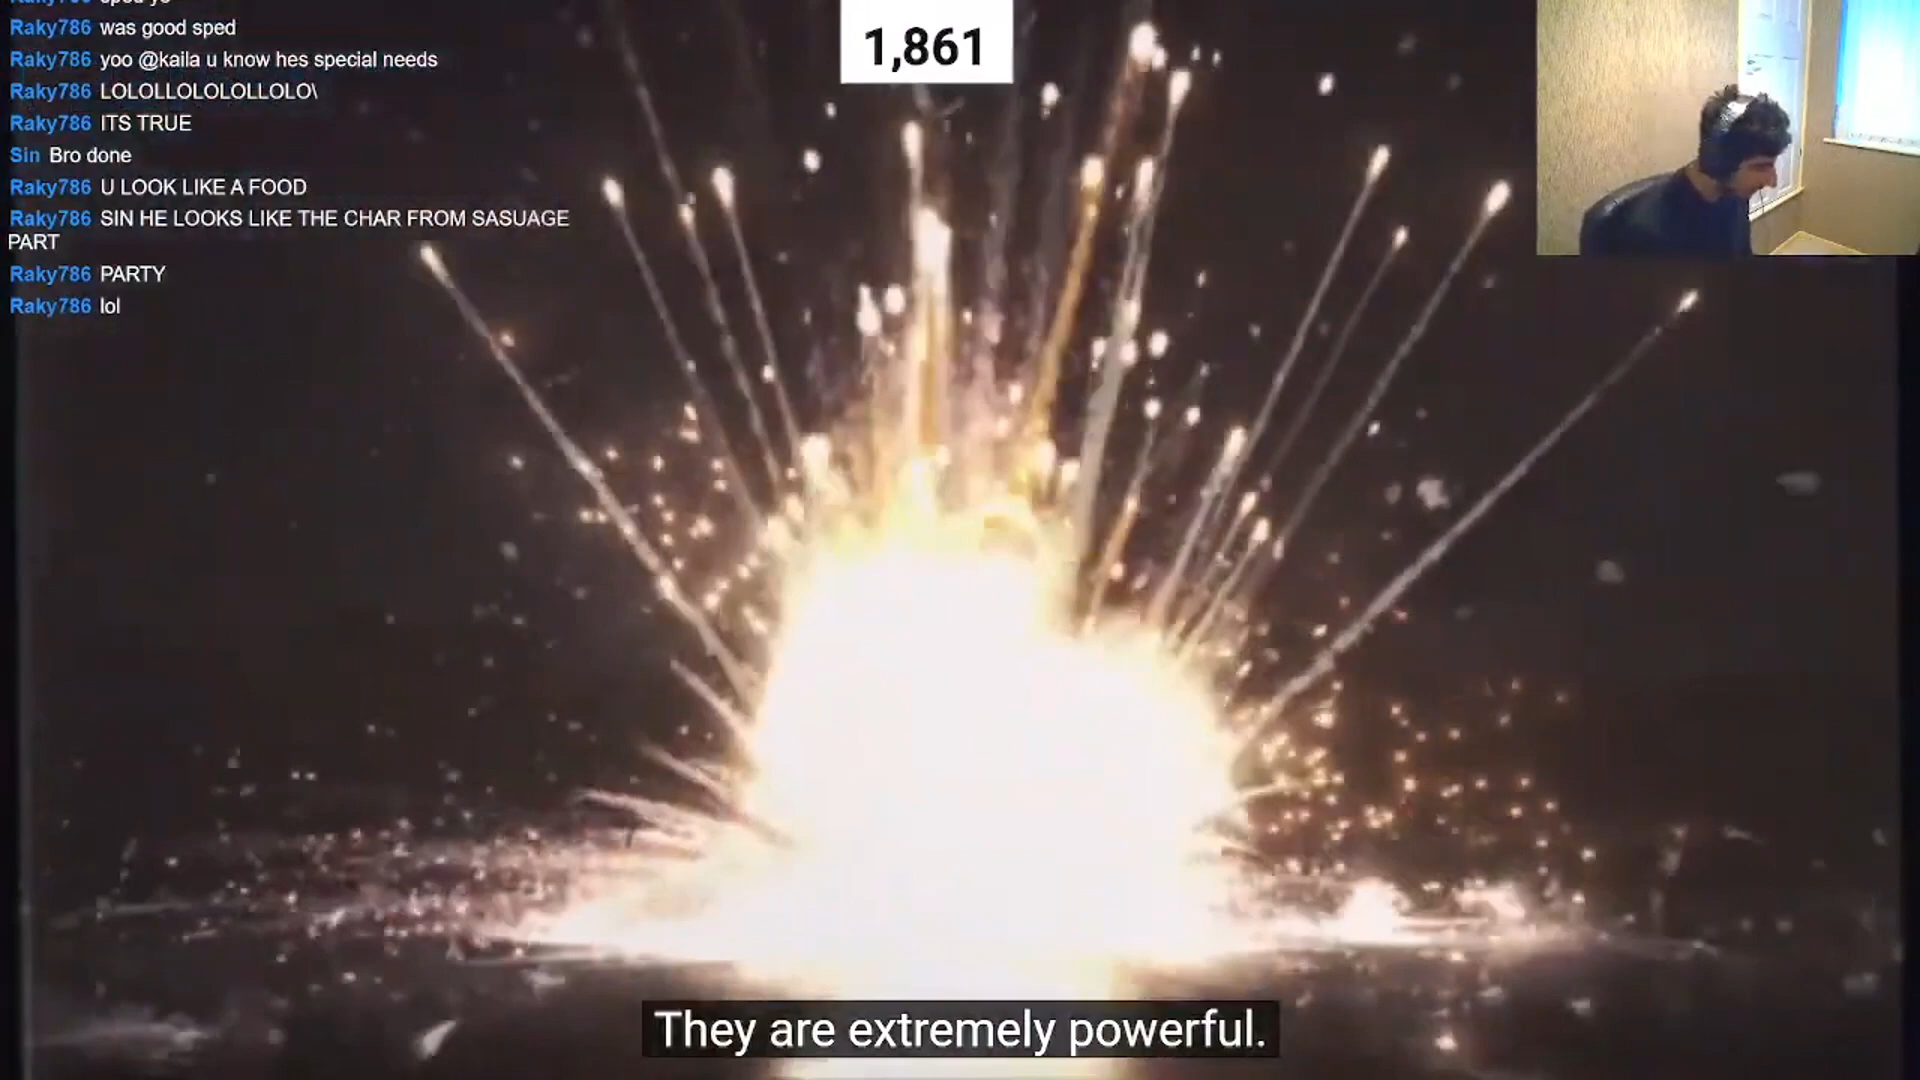 Raky786 was good sped
Raky786 yoo @kaila u know hes special needs
Raky786 LOLOLLOLOLOLLOLO\
Raky786 ITS TRUE
Sin Bro done
Raky786 U LOOK LIKE A FOOD
Raky786 SIN HE LOOKS LIKE THE CHAR FROM SASUAGE
PART
Raky786 PARTY
Raky786 lol
1,861
They are extremely powerful.